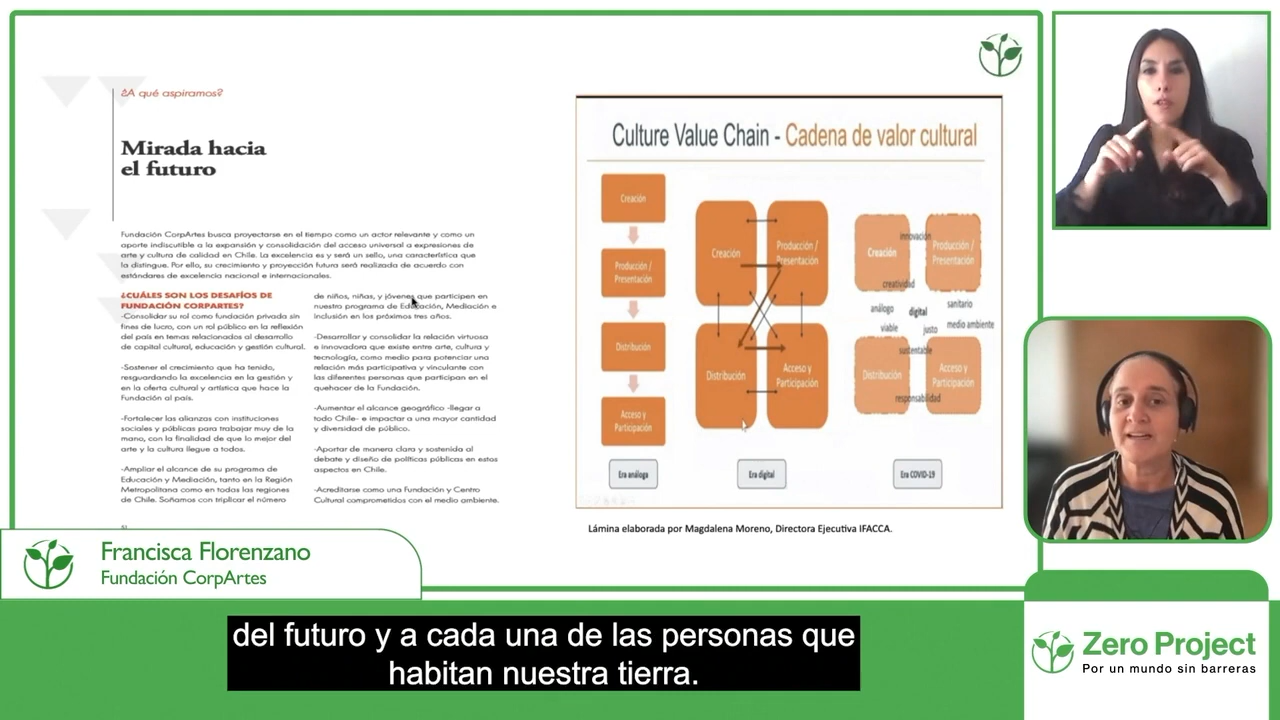 ¿A qué aspiramos?
Mirada hacia
el futuro
Fundación CorpArtes busca proyectarse en el tiempo como un actor relevante y como un
aporte indiscutible a la expansión y consolidación del acceso universal a expresiones de
arte y cultura de calidad en Chile. La excelencia es y será un sello, una característica que
la distingue. Por ello, su crecimiento y proyección futura será realizada de acuerdo con
estándares de excelencia nacional e internacionales.
¿CUÁLES SON LOS DESAFÍOS DE
FUNDACIÓN CORPARTES?
-Consolidar su rol como fundación privada sin
fines de lucro, con un rol público en la reflexión
del país en temas relacionados al desarrollo
de capital cultural, educación y gestión cultural.
-Sostener el crecimiento que ha tenido,
resguardando la excelencia en la gestión y
en la oferta cultural y artística que hace la
Fundación al país.
-Fortalecer las alianzas con instituciones
sociales y públicas para trabajar muy de la
mano, con la finalidad de que lo mejor del
arte y la cultura llegue a todos.
-Ampliar el alcance de su programa de
Educación y Mediación, tanto en la Región
Metropolitana como en todas las regiones
de Chile. Soñamos con triplicar el número
de niños, niñas, y jóvenes que participen en
nuestro programa de Educación, Mediación e
Inclusión en los próximos tres años.
-Desarrollar y consolidar la relación virtuosa
e innovadora que existe entre arte, cultura y
tecnología, como medio para potenciar una
relación más participativa y vinculante con
las diferentes personas que participan en el
quehacer de la Fundación.
-Aumentar el alcance geográfico -llegar a
todo Chile- e impactar a una mayor cantidad
y diversidad de público.
-Aportar de manera clara y sostenida al
debate y diseño de políticas públicas en estos
aspectos en Chile.
-Acreditarse como una Fundación y Centro
Cultural comprometidos con el medio ambiente.
Culture Value Chain - Cadena de valor cultural
Creación
Producción /
Presentación
Distribución
Acceso y
Participación
Era análoga
Creación
Producción /
Presentación
Distribución
Acceso y
Participación
Era digital
innovación
Creación
Producción /
Presentación
creatividad
análogo
digital
sanitario
viable
justo
medio ambiente
sustentable
Distribución
Acceso y
Participación
responsabilidad
Era COVID-19
Lámina elaborada por Magdalena Moreno, Directora Ejecutiva IFACCA.
Francisca Florenzano
Fundación CorpArtes
del futuro y a cada una de las personas que
habitan nuestra tierra.
Zero Project
Por un mundo sin barreras